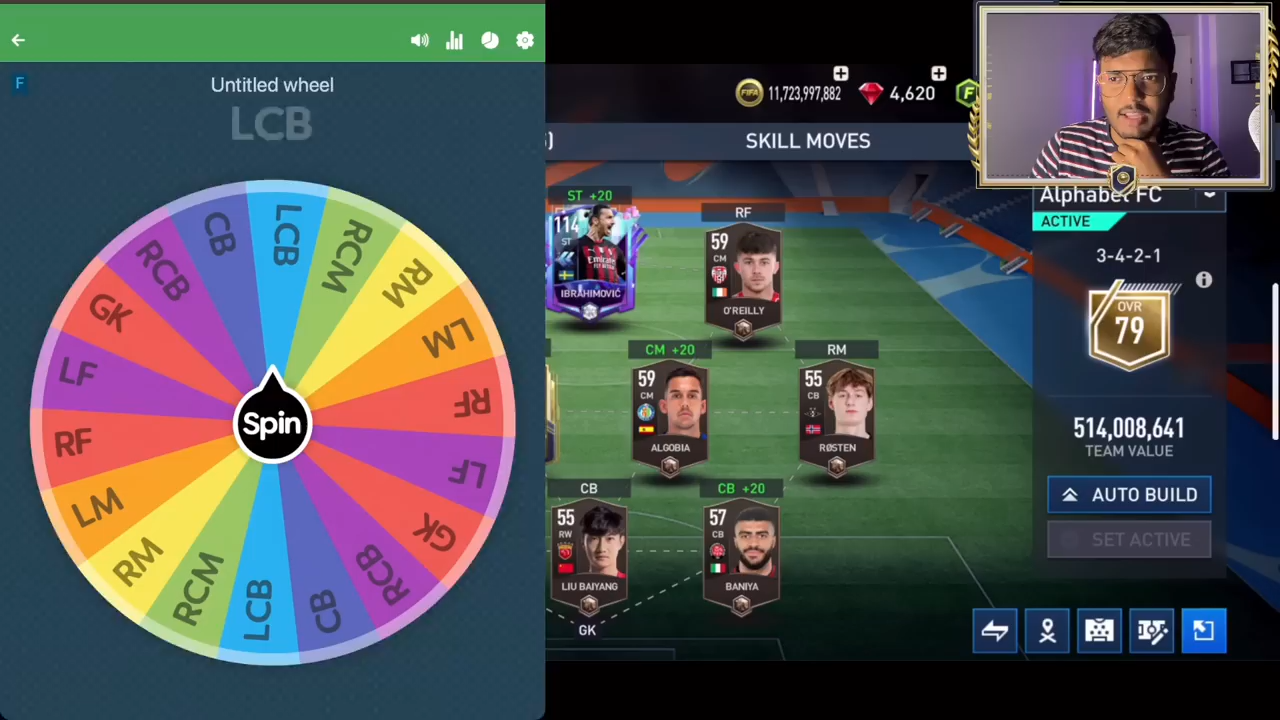 F
Untitled wheel
LCB
CB
LCB
RCM
RM
LM
RF
LF
GK
RCB
CB
LCB
RCM
RM
LM
RF
LF
GK
RCB
Spin
FIFA
11,723,997,882
4,620
F
SKILL MOVES
ST +20
114
ST
Emirates
IBRAHIMOVIĆ
RF
59
CM
O'REILLY
CM +20
59
CM
ALGOBIA
RM
55
CB
RØSTEN
CB
55
RW
LIU BAIYANG
CB +20
57
CB
BANIYA
GK
Alphabet FC
ACTIVE
3-4-2-1
OVR
79
514,008,641
TEAM VALUE
AUTO BUILD
SET ACTIVE